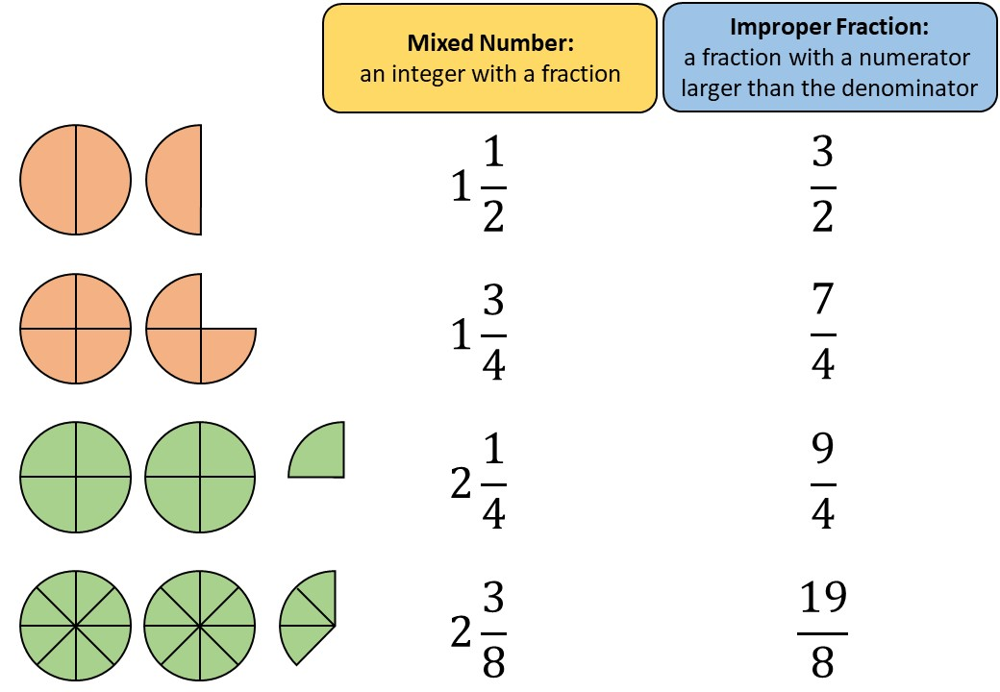 Mixed Number:
an integer with a fraction
Improper Fraction:
a fraction with a numerator
larger than the denominator
1 1/2
3/2
1 3/4
7/4
2 1/4
9/4
2 3/8
19/8